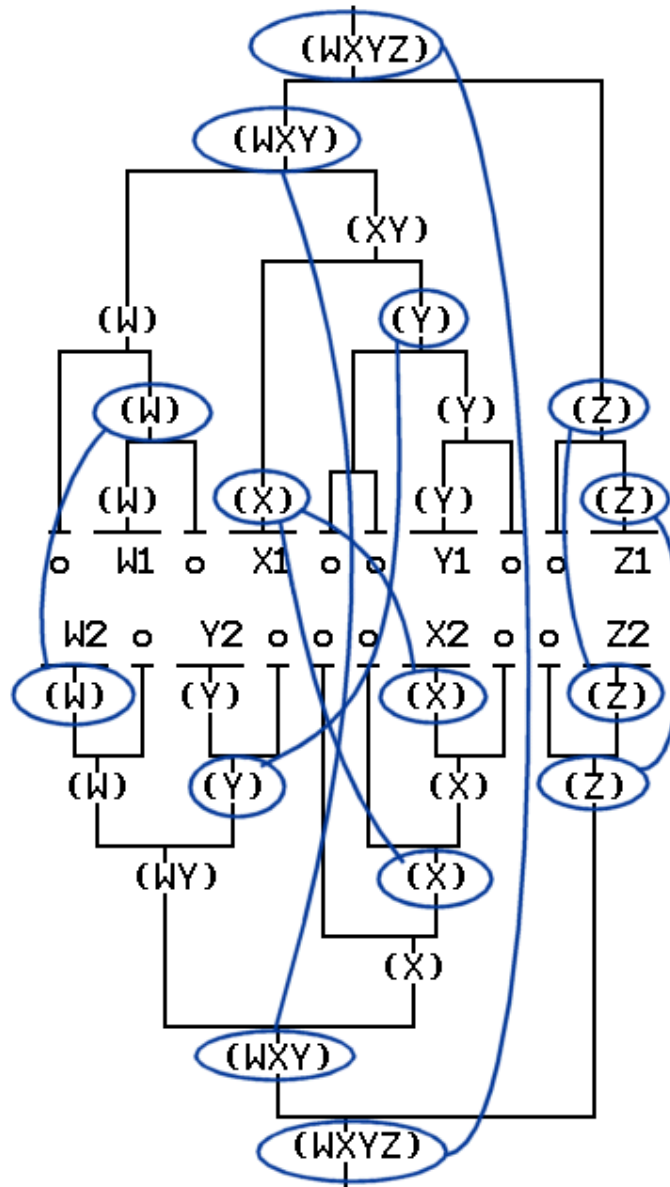 (WXYZ)
(WXY)
(XY)
(W) (Y)
(W) (Y) (Z)
(W) (X) (Y) (Z)
o W1 o X1 o o Y1 o o Z1
W2 o Y2 o o o X2 o o Z2
(W) (Y) (X) (Z)
(W) (Y) (X) (Z)
(WY) (X)
(X)
(WXY)
(WXYZ)